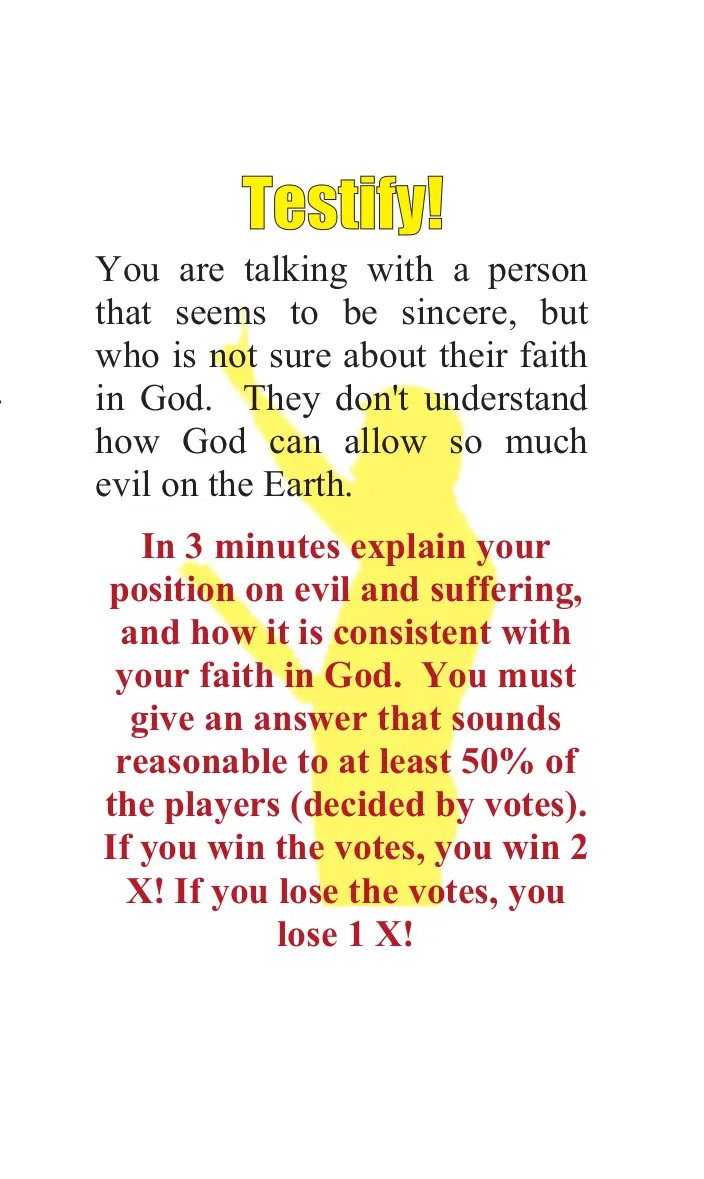 Testify!
You are talking with a person
that seems to be sincere, but
who is not sure about their faith
in God.  They don't understand
how God can allow so much
evil on the Earth.
In 3 minutes explain your
position on evil and suffering,
and how it is consistent with
your faith in God.  You must
give an answer that sounds
reasonable to at least 50% of
the players (decided by votes).
If you win the votes, you win 2
X! If you lose the votes, you
lose 1 X!